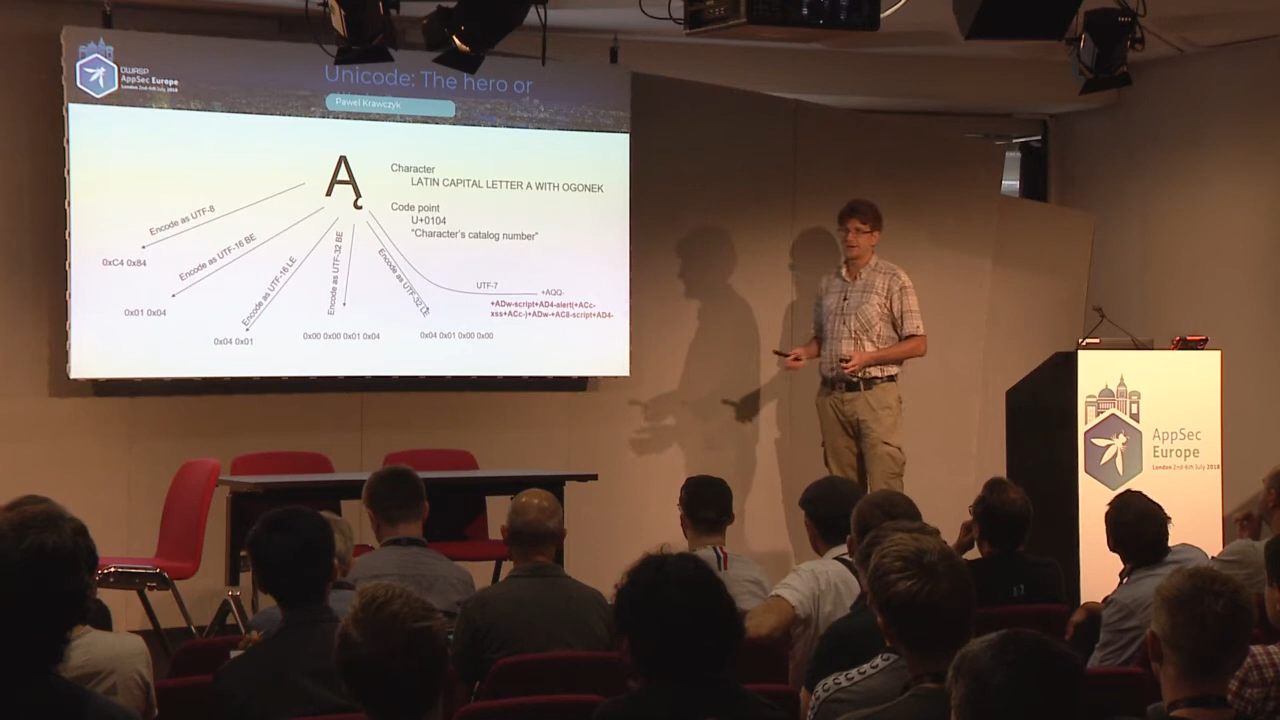 OWASP
AppSec Europe
London 2nd-6th July 2018
Unicode: The hero or
Pawel Krawczyk
Ą
Character
LATIN CAPITAL LETTER A WITH OGONEK
Code point
U+0104
"Character's catalog number"
Encode as UTF-8
Encode as UTF-16 BE
Encode as UTF-16 LE
Encode as UTF-32 BE
Encode as UTF-32 LE
UTF-7
0xC4 0x84
0x01 0x04
0x04 0x01
0x00 0x00 0x01 0x04
0x04 0x01 0x00 0x00
+AQQ-
+ADw-script+AD4-alert(+ACc-
xss+ACc-)+ADw-+AC8-script+AD4-
AppSec
Europe
London 2nd-6th July 2018